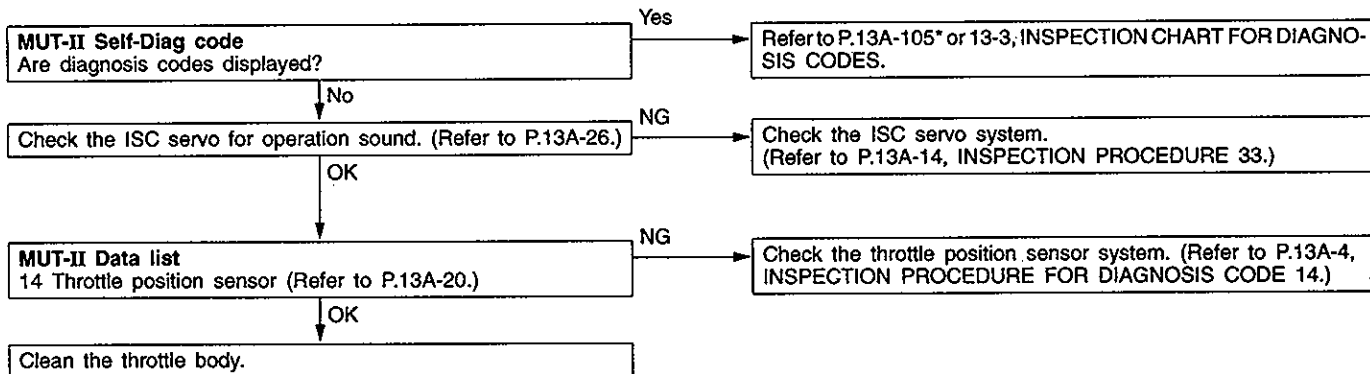 MUT-II Self-Diag code
Are diagnosis codes displayed?
Yes
Refer to P.13A-105* or 13-3, INSPECTION CHART FOR DIAGNO-
SIS CODES.
No
Check the ISC servo for operation sound. (Refer to P.13A-26.)
NG
Check the ISC servo system.
(Refer to P.13A-14, INSPECTION PROCEDURE 33.)
OK
MUT-II Data list
14 Throttle position sensor (Refer to P.13A-20.)
NG
Check the throttle position sensor system. (Refer to P.13A-4,
INSPECTION PROCEDURE FOR DIAGNOSIS CODE 14.)
OK
Clean the throttle body.